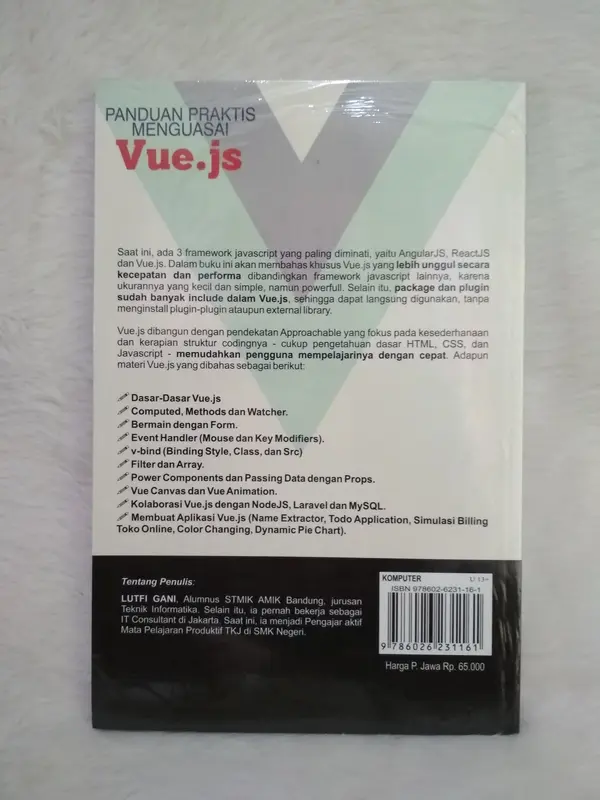 PANDUAN PRAKTIS
MENGUASAI
Vue.js
Saat ini, ada 3 framework javascript yang paling diminati, yaitu AngularJS, ReactJS
dan Vue.js. Dalam buku ini akan membahas khusus Vue.js yang lebih unggul secara
kecepatan dan performa dibandingkan framework javascript lainnya, karena
ukurannya yang kecil dan simple, namun powerfull. Selain itu, package dan plugin
sudah banyak include dalam Vue.js, sehingga dapat langsung digunakan, tanpa
menginstall plugin-plugin ataupun external library.
Vue.js dibangun dengan pendekatan Approachable yang fokus pada kesederhanaan
dan kerapian struktur codingnya - cukup pengetahuan dasar HTML, CSS, dan
Javascript - memudahkan pengguna mempelajarinya dengan cepat. Adapun
materi Vue.js yang dibahas sebagai berikut:
Dasar-Dasar Vue.js
Computed, Methods dan Watcher.
Bermain dengan Form.
Event Handler (Mouse dan Key Modifiers).
v-bind (Binding Style, Class, dan Src)
Filter dan Array.
Power Components dan Passing Data dengan Props.
Vue Canvas dan Vue Animation.
Kolaborasi Vue.js dengan NodeJS, Laravel dan MySQL.
Membuat Aplikasi Vue.js (Name Extractor, Todo Application, Simulasi Billing
Toko Online, Color Changing, Dynamic Pie Chart).
Tentang Penulis:
LUTFI GANI, Alumnus STMIK AMIK Bandung, jurusan
Teknik Informatika. Selain itu, ia pernah bekerja sebagai
IT Consultant di Jakarta. Saat ini, ia menjadi Pengajar aktif
Mata Pelajaran Produktif TKJ di SMK Negeri.
KOMPUTER
U 13+
ISBN 978602-6231-16-1
9 786026 231161
Harga P. Jawa Rp. 65.000